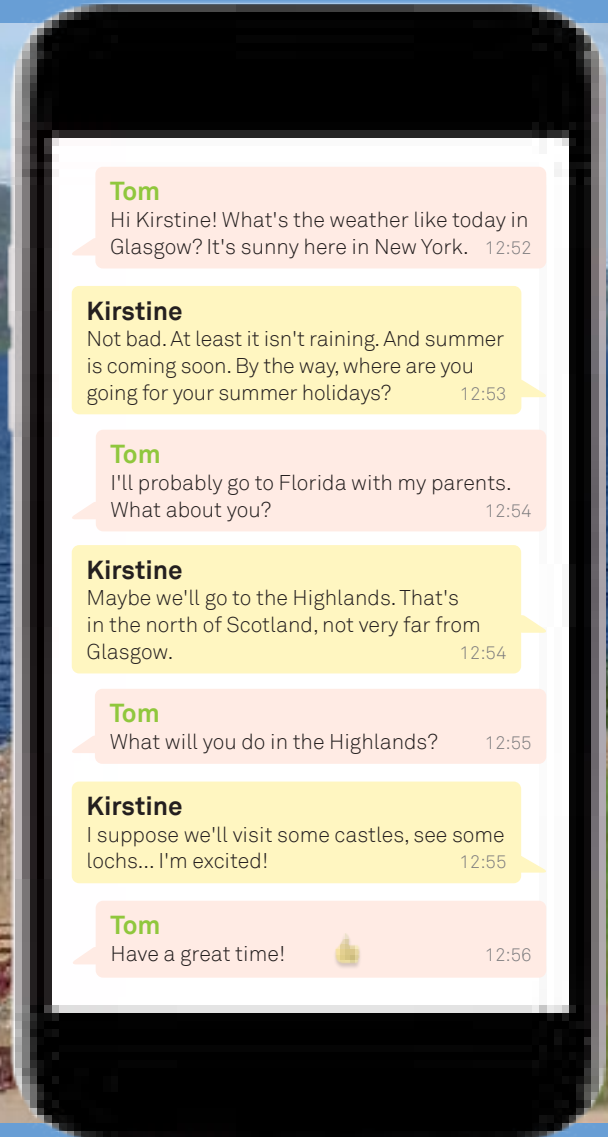 Tom
Hi Kirstine! What's the weather like today in
Glasgow? It's sunny here in New York. 12:52
Kirstine
Not bad. At least it isn't raining. And summer
is coming soon. By the way, where are you
going for your summer holidays? 12:53
Tom
I'll probably go to Florida with my parents.
What about you? 12:54
Kirstine
Maybe we'll go to the Highlands. That's
in the north of Scotland, not very far from
Glasgow. 12:54
Tom
What will you do in the Highlands? 12:55
Kirstine
I suppose we'll visit some castles, see some
lochs... I'm excited! 12:55
Tom
Have a great time! 12:56